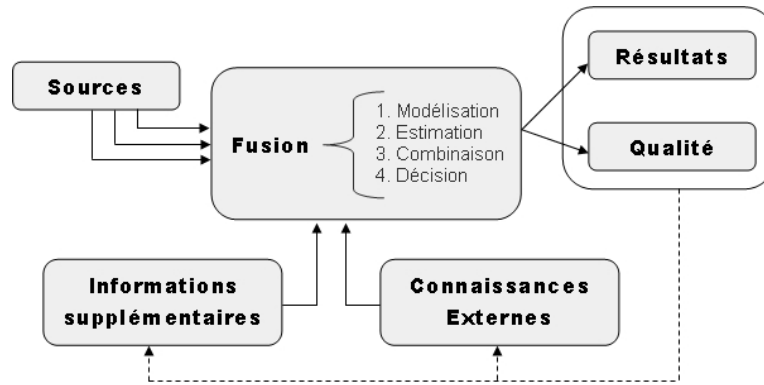 Sources
Fusion
1. Modélisation
2. Estimation
3. Combinaison
4. Décision
Résultats
Qualité
Informations
supplémentaires
Connaissances
Externes